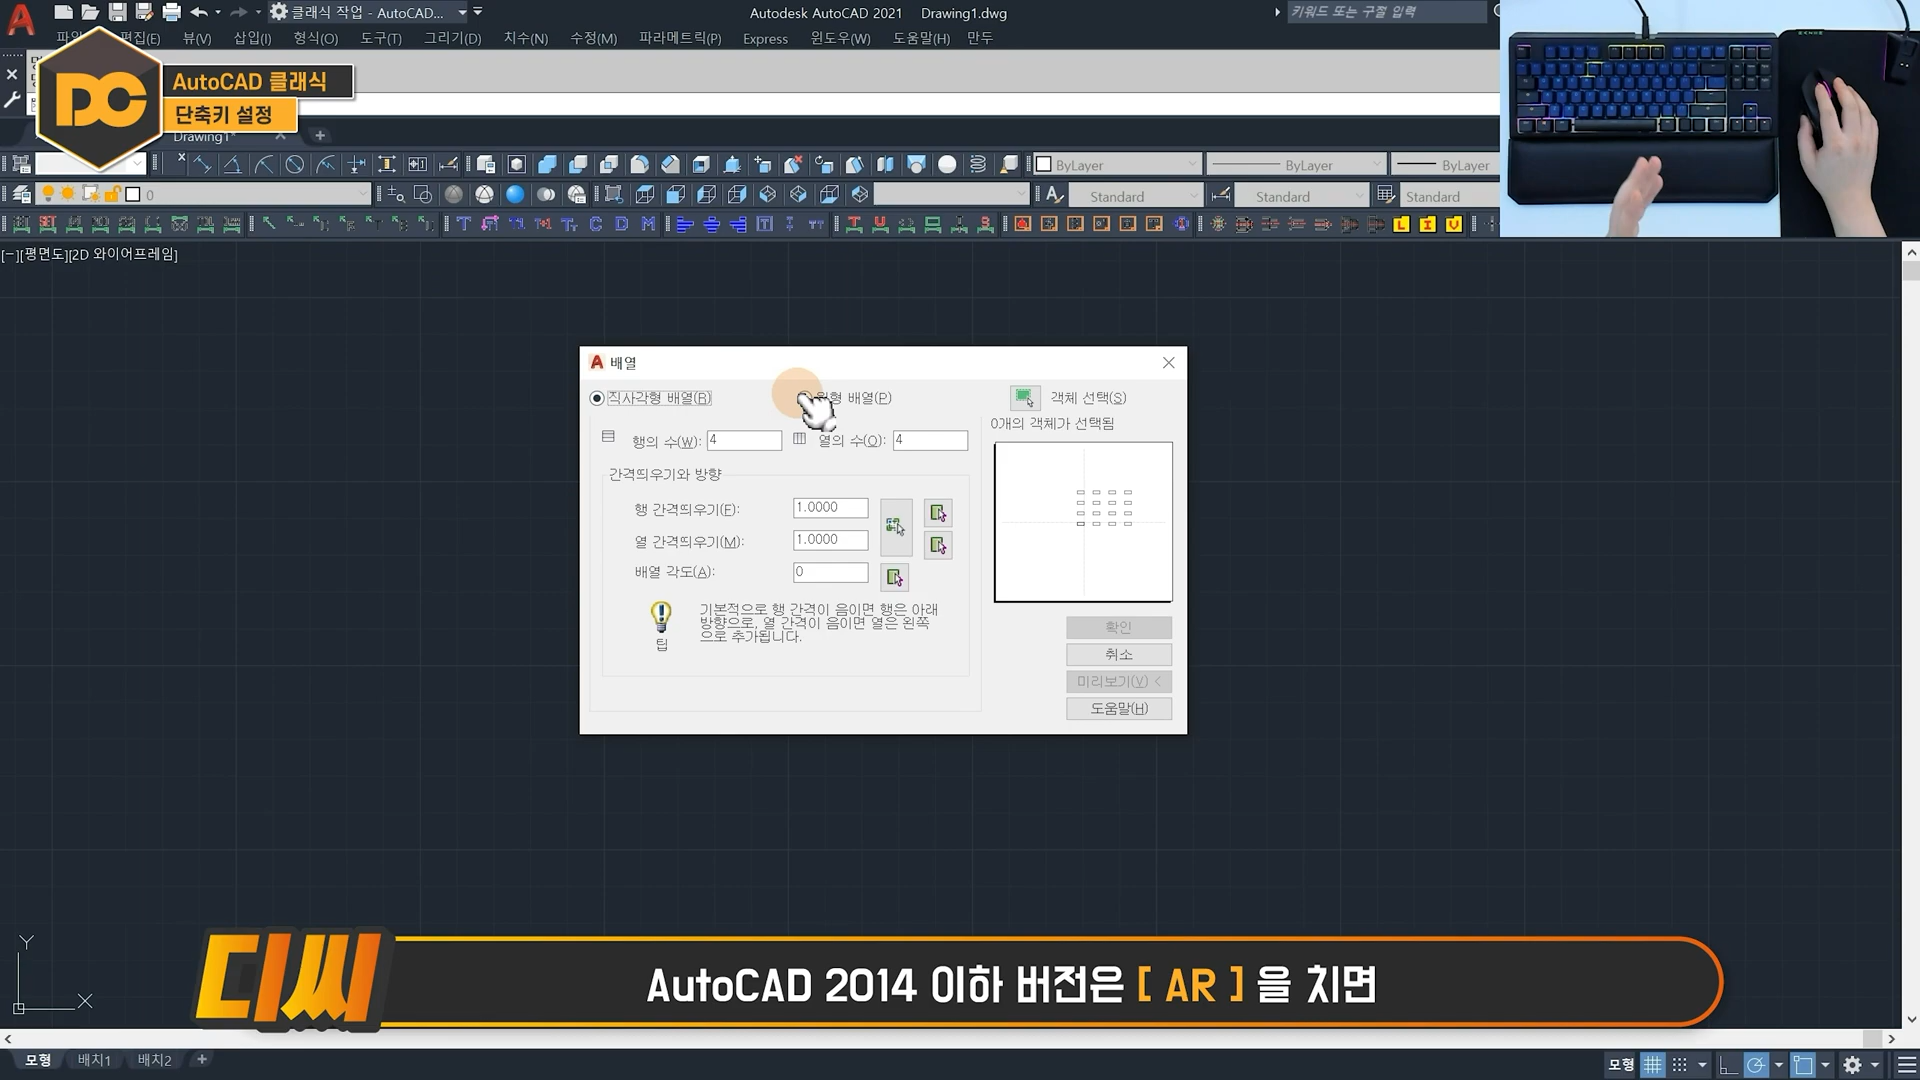 클래식 작업 - AutoCAD...
Autodesk AutoCAD 2021 Drawing1.dwg
키워드 또는 구절 입력
편집(E) 뷰(V) 삽입(I) 형식(O) 도구(T) 그리기(D) 치수(N) 수정(M) 파라메트릭(P) Express 윈도우(W) 도움말(H) 만두
DC
AutoCAD 클래식
단축키 설정
Drawing1*
ByLayer ByLayer ByLayer
0
Standard Standard Standard
[−][평면도][2D 와이어프레임]
배열
직사각형 배열(R)
배열(P)
객체 선택(S)
0개의 객체가 선택됨
행의 수(W): 4
열의 수(O): 4
간격띄우기와 방향
행 간격띄우기(F): 1.0000
열 간격띄우기(M): 1.0000
배열 각도(A): 0
팁
기본적으로 행 간격이 음이면 행은 아래
방향으로, 열 간격이 음이면 열은 왼쪽
으로 추가됩니다.
확인
취소
미리보기(V) <
도움말(H)
Y
X
디씨
AutoCAD 2014 이하 버전은 [ AR ] 을 치면
모형 배치1 배치2
모형